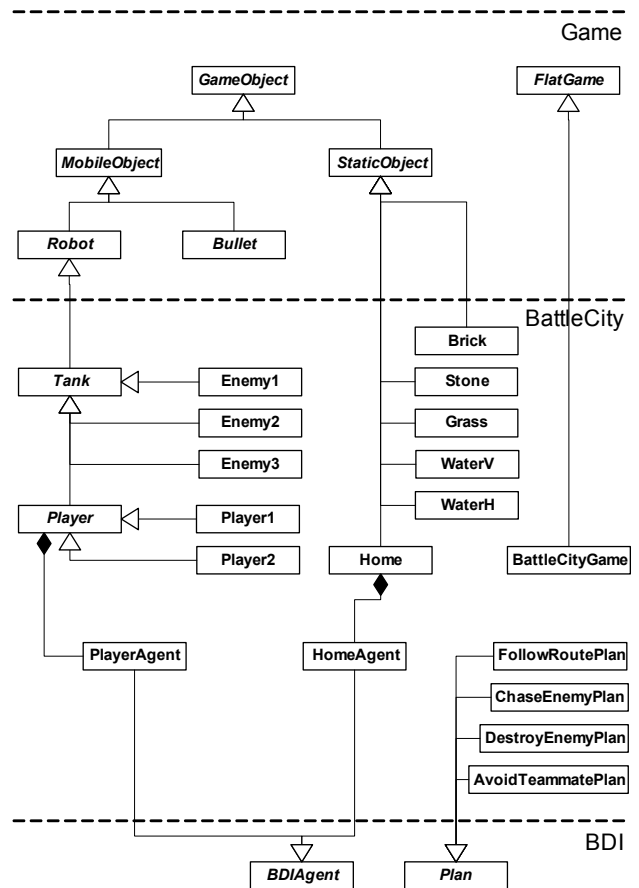 Game
GameObject
FlatGame
MobileObject
StaticObject
Robot
Bullet
BattleCity
Brick
Tank
Enemy1
Stone
Enemy2
Grass
Enemy3
WaterV
WaterH
Player
Player1
Player2
Home
BattleCityGame
PlayerAgent
HomeAgent
FollowRoutePlan
ChaseEnemyPlan
DestroyEnemyPlan
AvoidTeammatePlan
BDI
BDIAgent
Plan